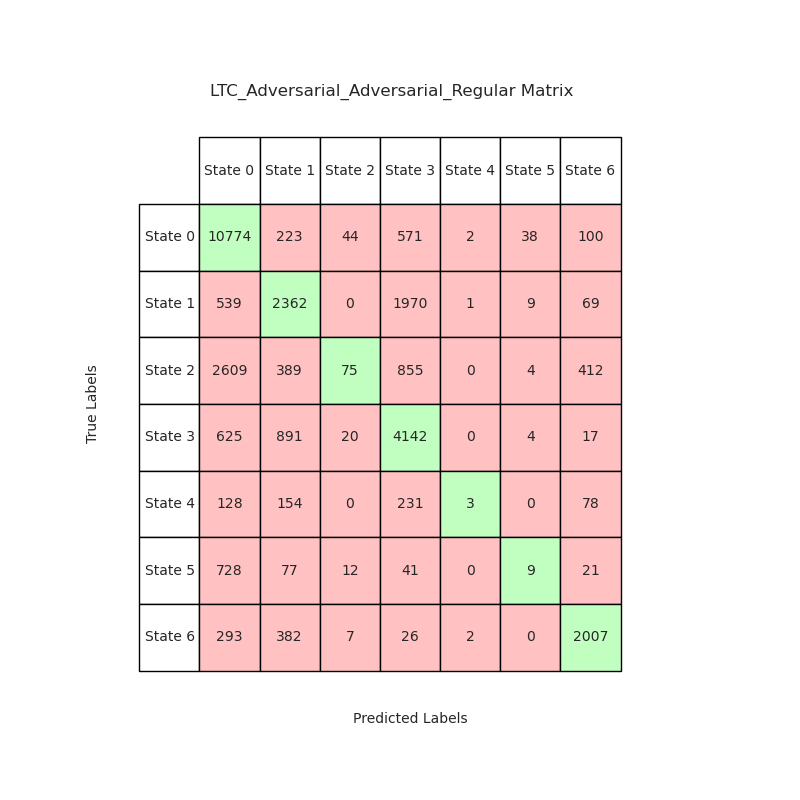 LTC_Adversarial_Adversarial_Regular Matrix
State 0 State 1 State 2 State 3 State 4 State 5 State 6
State 0 10774 223 44 571 2 38 100
State 1 539 2362 0 1970 1 9 69
State 2 2609 389 75 855 0 4 412
State 3 625 891 20 4142 0 4 17
State 4 128 154 0 231 3 0 78
State 5 728 77 12 41 0 9 21
State 6 293 382 7 26 2 0 2007
True Labels
Predicted Labels